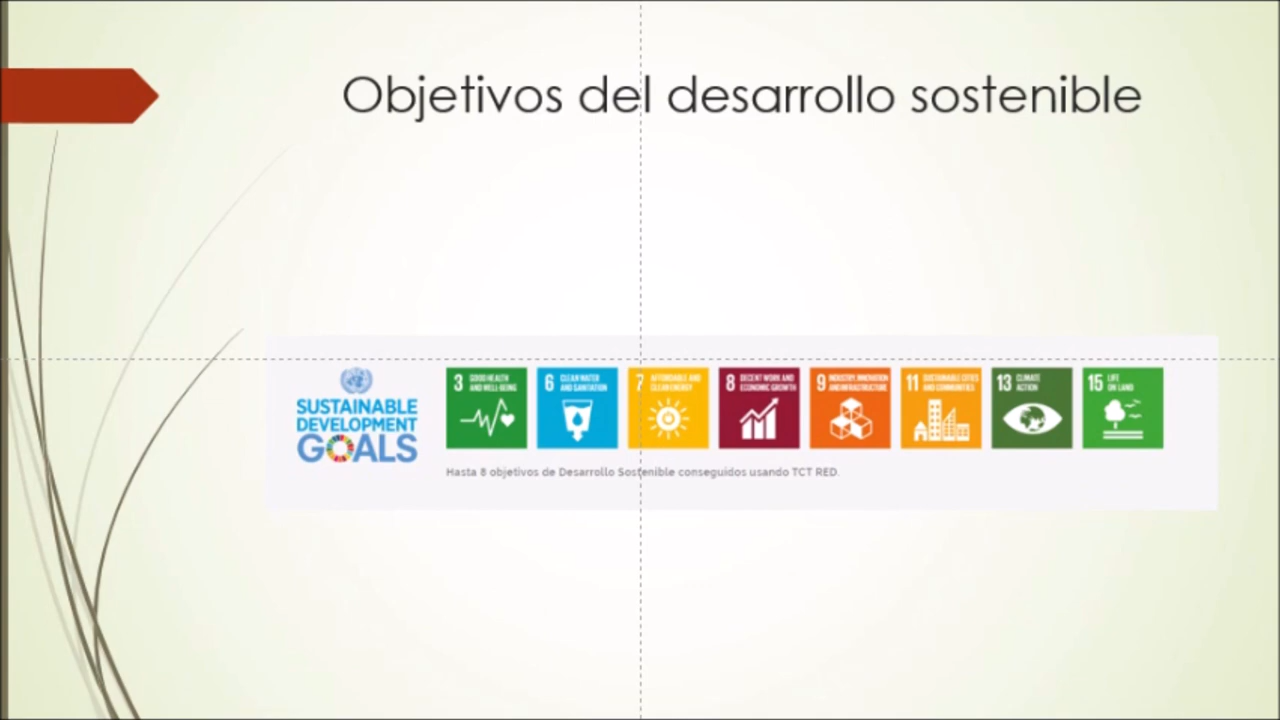 Objetivos del desarrollo sostenible
SUSTAINABLE
DEVELOPMENT
GOALS
3 GOOD HEALTH
AND WELL-BEING
6 CLEAN WATER
AND SANITATION
7 AFFORDABLE AND
CLEAN ENERGY
8 DECENT WORK AND
ECONOMIC GROWTH
9 INDUSTRY, INNOVATION
AND INFRASTRUCTURE
11 SUSTAINABLE CITIES
AND COMMUNITIES
13 CLIMATE
ACTION
15 LIFE
ON LAND
Hasta 8 objetivos de Desarrollo Sostenible conseguidos usando TCT RED.